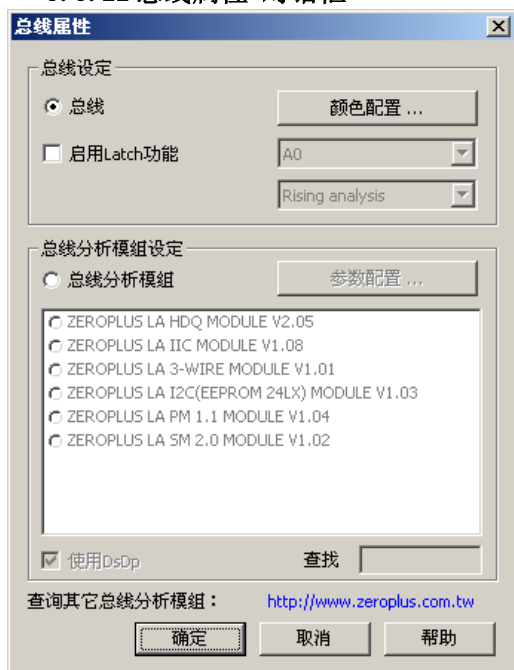 总线属性
总线设定
总线
颜色配置 ...
启用Latch功能
A0
Rising analysis
总线分析模组设定
总线分析模组
参数配置 ...
ZEROPLUS LA HDQ MODULE V2.05
ZEROPLUS LA IIC MODULE V1.08
ZEROPLUS LA 3-WIRE MODULE V1.01
ZEROPLUS LA I2C(EEPROM 24LX) MODULE V1.03
ZEROPLUS LA PM 1.1 MODULE V1.04
ZEROPLUS LA SM 2.0 MODULE V1.02
使用DsDp
查找
查询其它总线分析模组：
http://www.zeroplus.com.tw
确定
取消
帮助